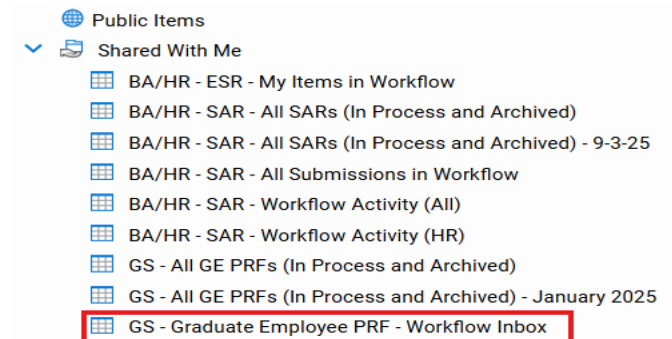 Public Items
Shared With Me
BA/HR - ESR - My Items in Workflow
BA/HR - SAR - All SARs (In Process and Archived)
BA/HR - SAR - All SARs (In Process and Archived) - 9-3-25
BA/HR - SAR - All Submissions in Workflow
BA/HR - SAR - Workflow Activity (All)
BA/HR - SAR - Workflow Activity (HR)
GS - All GE PRFs (In Process and Archived)
GS - All GE PRFs (In Process and Archived) - January 2025
GS - Graduate Employee PRF - Workflow Inbox